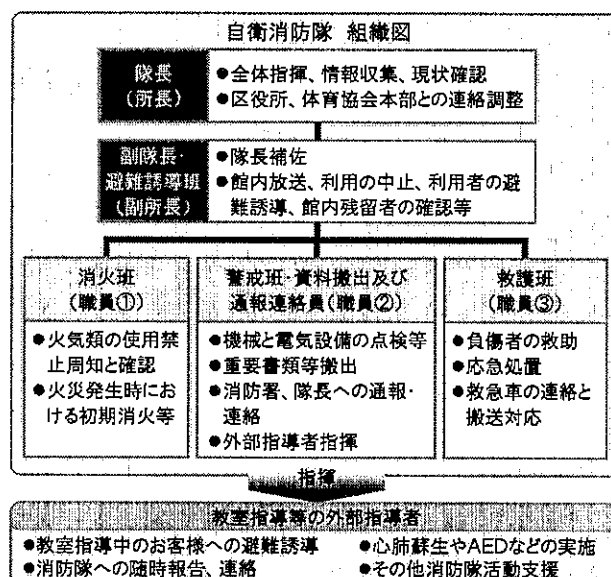 自衛消防隊 組織図
隊長
(所長)
●全体指揮、情報収集、現状確認
●区役所、体育協会本部との連絡調整
副隊長・
避難誘導班
(副所長)
●隊長補佐
●館内放送、利用の中止、利用者の避
難誘導、館内残留者の確認等
消火班
(職員①)
●火気類の使用禁
止周知と確認
●火災発生時にお
ける初期消火等
警戒班・資料搬出及び
通報連絡員(職員②)
●機械と電気設備の点検等
●重要書類等搬出
●消防署、隊長への通報・
連絡
●外部指導者指揮
救護班
(職員③)
●負傷者の救助
●応急処置
●救急車の連絡と
搬送対応
指揮
教室指導等の外部指導者
●教室指導中のお客様への避難誘導
●消防隊への随時報告、連絡
●心肺蘇生やAEDなどの実施
●その他消防隊活動支援